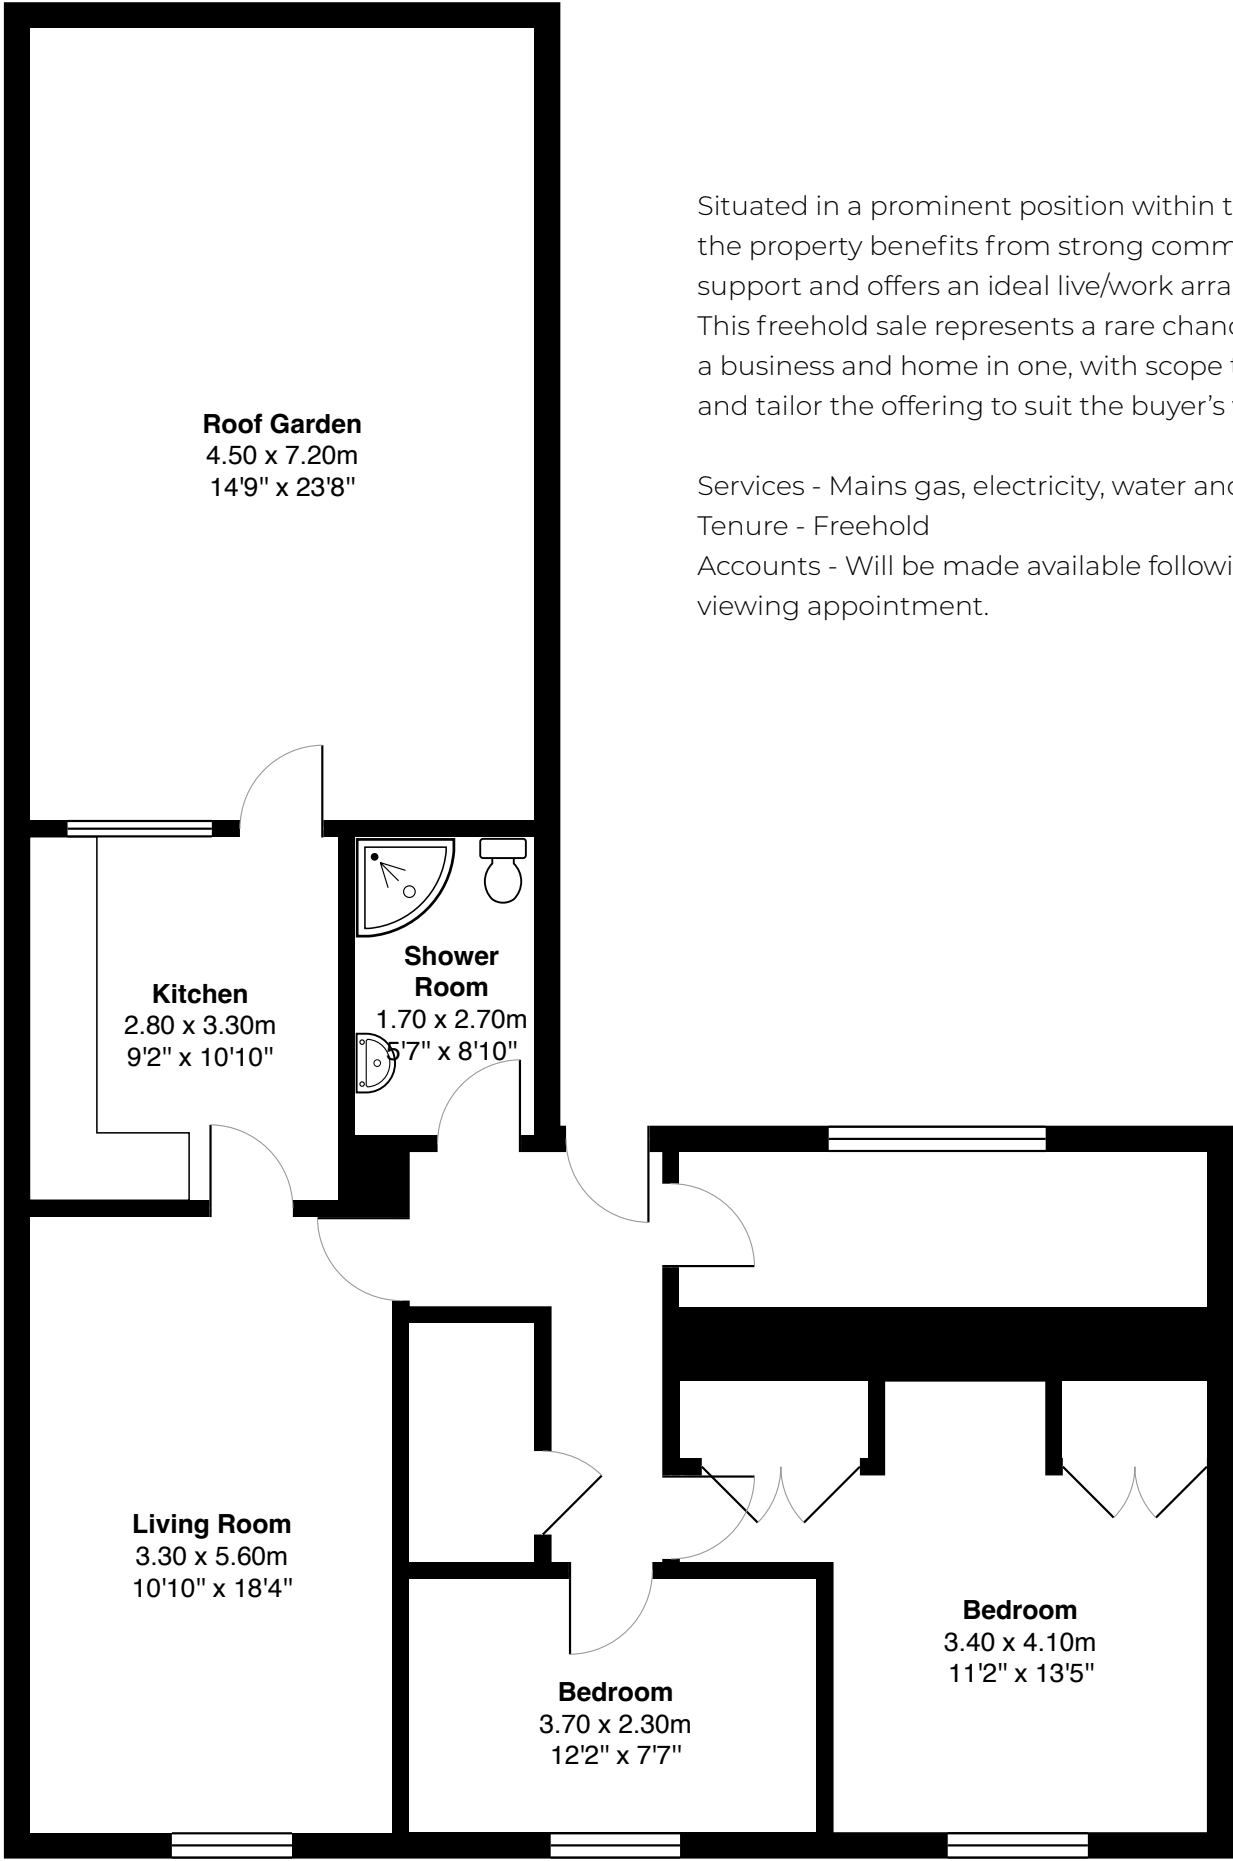 Situated in a prominent position within
the property benefits from strong
support and offers an ideal live/work
This freehold sale represents a rare
a business and home in one, with scope
and tailor the offering to suit the buyer's
Services - Mains gas, electricity, water
Tenure - Freehold
Accounts - Will be made available
viewing appointment.
Roof Garden
4.50 x 7.20m
14'9" x 23'8"
Kitchen
2.80 x 3.30m
9'2" x 10'10"
Shower
Room
1.70 x 2.70m
5'7" x 8'10"
Living Room
3.30 x 5.60m
10'10" x 18'4"
Bedroom
3.70 x 2.30m
12'2" x 7'7"
Bedroom
3.40 x 4.10m
11'2" x 13'5"